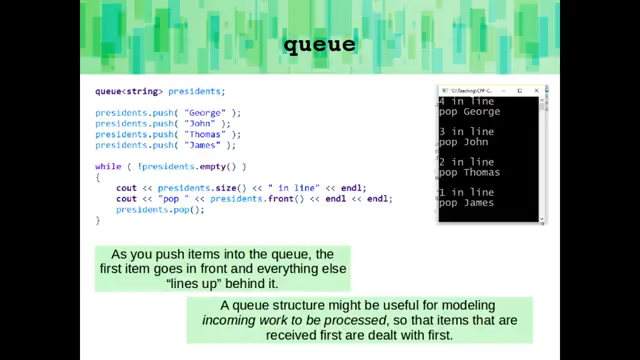 queue
queue<string> presidents;
presidents.push( "George" );
presidents.push( "John" );
presidents.push( "Thomas" );
presidents.push( "James" );
while ( !presidents.empty() )
{
cout << presidents.size() << " in line" << endl;
cout << "pop " << presidents.front() << endl << endl;
presidents.pop();
}
4 in line
pop George
3 in line
pop John
2 in line
pop Thomas
1 in line
pop James
As you push items into the queue, the
first item goes in front and everything else
“lines up” behind it.
A queue structure might be useful for modeling
incoming work to be processed, so that items that are
received first are dealt with first.